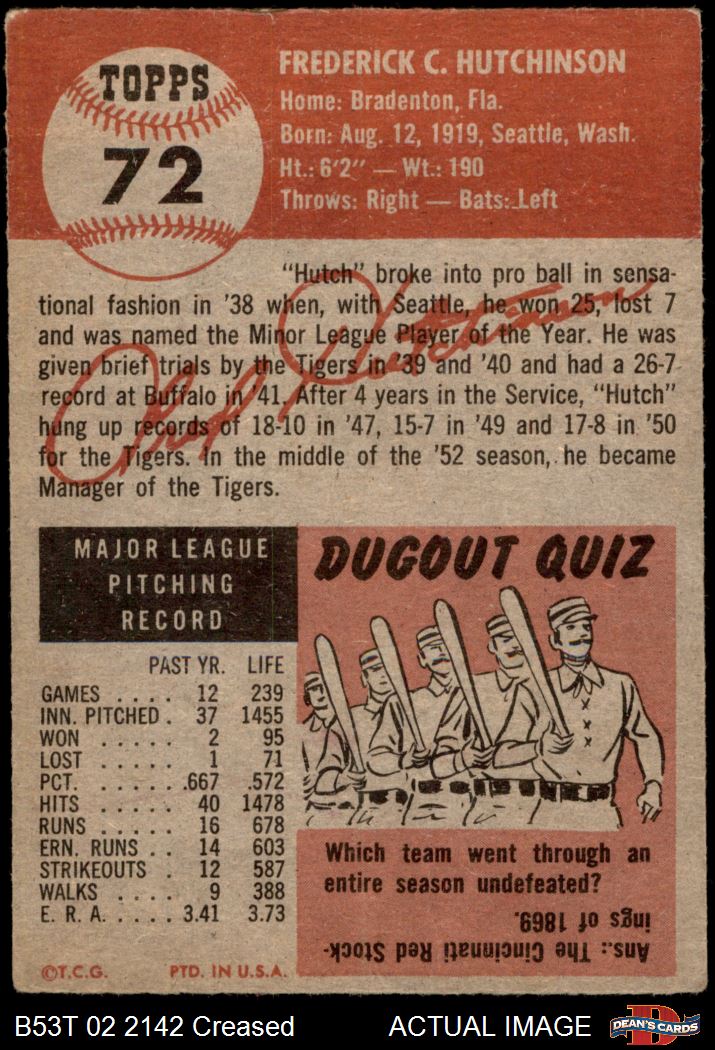 TOPPS
72
FREDERICK C. HUTCHINSON
Home: Bradenton, Fla.
Born: Aug. 12, 1919, Seattle, Wash.
Ht.: 6'2" — Wt.: 190
Throws: Right — Bats: Left
"Hutch" broke into pro ball in sensa-
tional fashion in '38 when, with Seattle, he won 25, lost 7
and was named the Minor League Player of the Year. He was
given brief trials by the Tigers in '39 and '40 and had a 26-7
record at Buffalo in '41. After 4 years in the Service, "Hutch"
hung up records of 18-10 in '47, 15-7 in '49 and 17-8 in '50
for the Tigers. In the middle of the '52 season, he became
Manager of the Tigers.
Fred Hutchinson
MAJOR LEAGUE
PITCHING
RECORD
PAST YR. LIFE
GAMES .... 12 239
INN. PITCHED . 37 1455
WON ..... 2 95
LOST ..... 1 71
PCT. ..... .667 .572
HITS ..... 40 1478
RUNS ..... 16 678
ERN. RUNS .. 14 603
STRIKEOUTS . 12 587
WALKS .... 9 388
E. R. A. .... 3.41 3.73
©T.C.G. PTD. IN U.S.A.
DUGOUT QUIZ
Which team went through an
entire season undefeated?
Ans.: The Cincinnati Red Stock-
ings of 1869.
B53T 02 2142 Creased ACTUAL IMAGE
D
DEAN'S CARDS